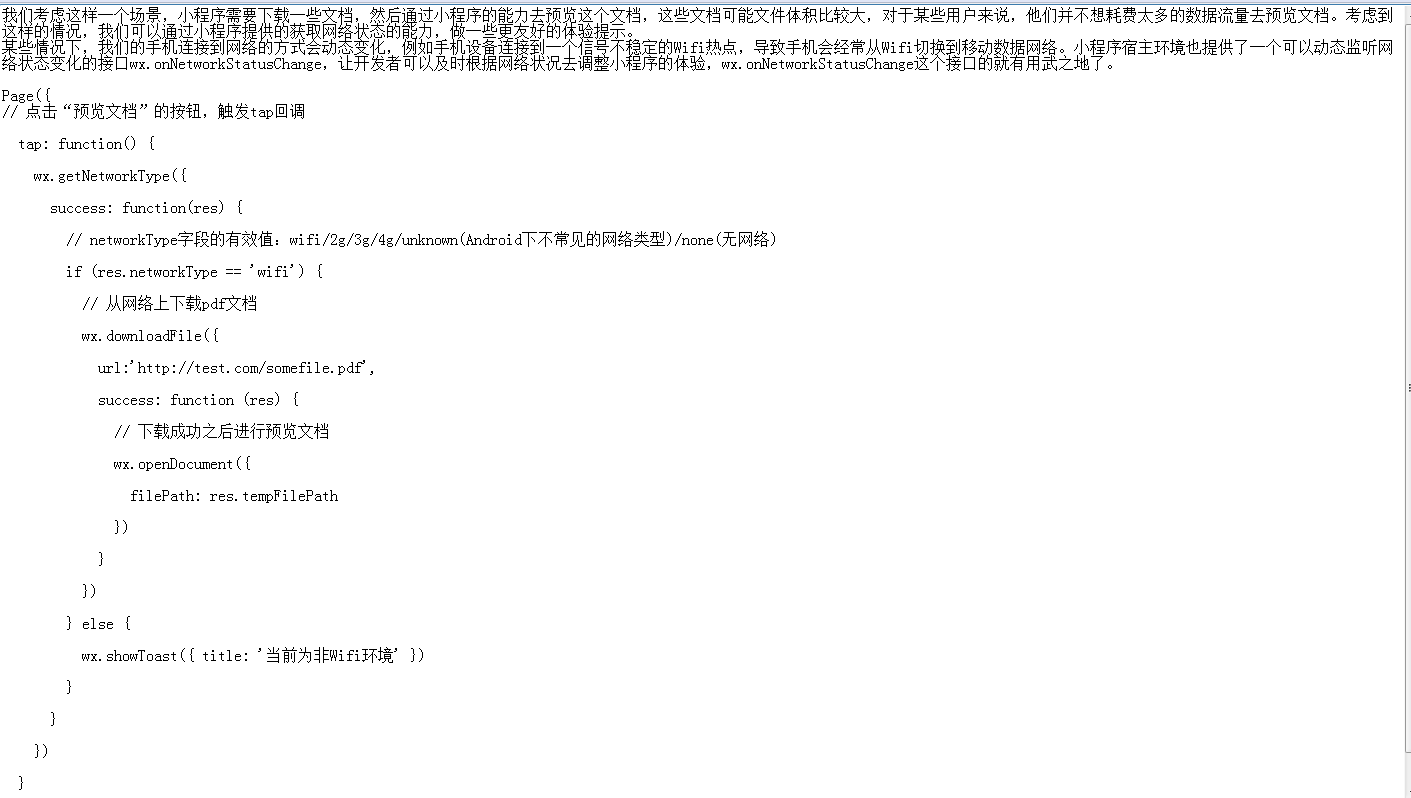 我们考虑这样一个场景，小程序需要下载一些文档，然后通过小程序的能力去预览这个文档，这些文档可能文件体积比较大，对于某些用户来说，他们并不想耗费太多的数据流量去预览文档。考虑到
这样的情况，我们可以通过小程序提供的获取网络状态的能力，做一些更友好的体验提示。
某些情况下，我们的手机连接到网络的方式会动态变化，例如手机设备连接到一个信号不稳定的Wifi热点，导致手机会经常从Wifi切换到移动数据网络。小程序宿主环境也提供了一个可以动态监听网
络状态变化的接口wx.onNetworkStatusChange，让开发者可以及时根据网络状况去调整小程序的体验，wx.onNetworkStatusChange这个接口的就有用武之地了。
Page({
// 点击“预览文档”的按钮，触发tap回调
tap: function() {
wx.getNetworkType({
success: function(res) {
// networkType字段的有效值：wifi/2g/3g/4g/unknown(Android下不常见的网络类型)/none(无网络)
if (res.networkType == 'wifi') {
// 从网络上下载pdf文档
wx.downloadFile({
url:'http://test.com/somefile.pdf',
success: function (res) {
// 下载成功之后进行预览文档
wx.openDocument({
filePath: res.tempFilePath
})
}
})
} else {
wx.showToast({ title: '当前为非Wifi环境' })
}
}
})
}